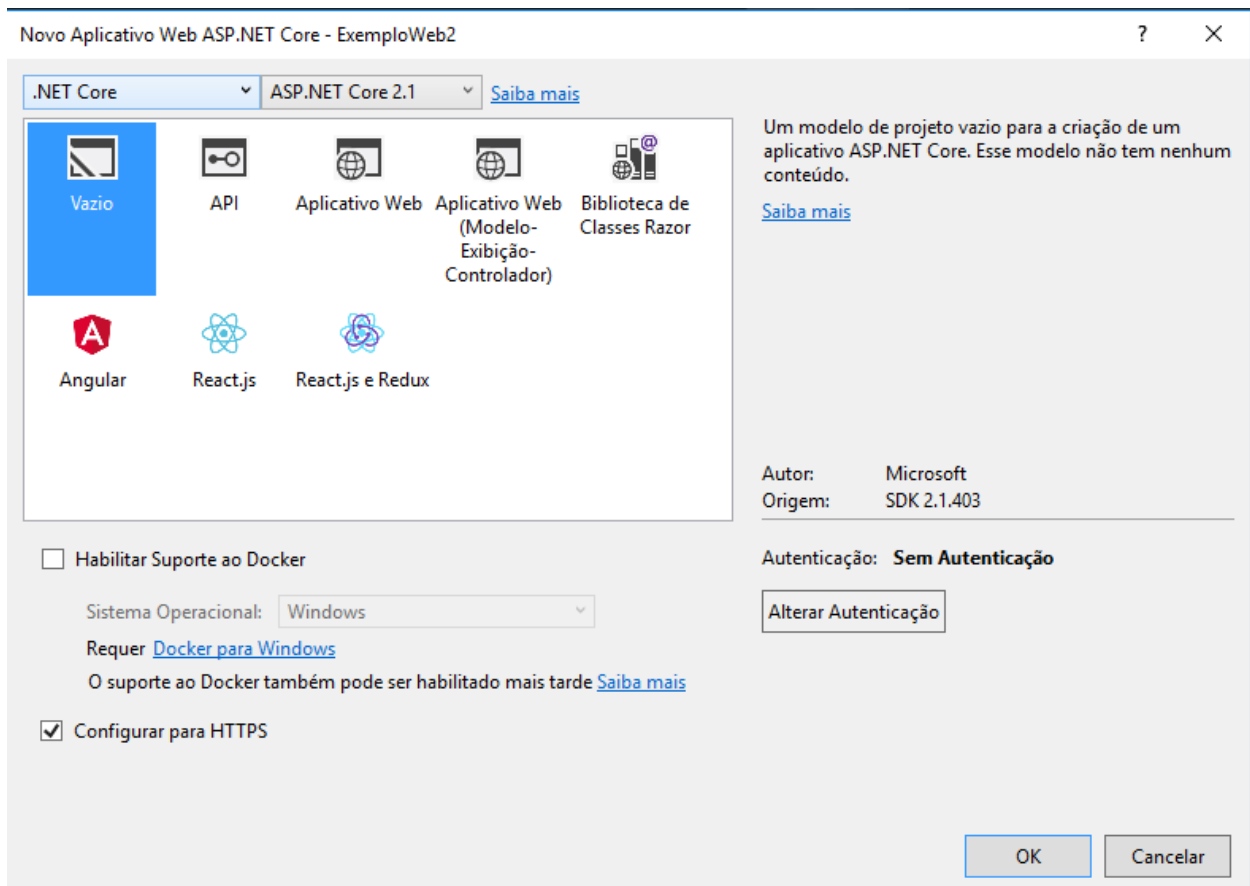 Novo Aplicativo Web ASP.NET Core - ExemploWeb2
.NET Core
ASP.NET Core 2.1
Saiba mais
Vazio
API
Aplicativo Web
Aplicativo Web
(Modelo-
Exibição-
Controlador)
Biblioteca de
Classes Razor
Angular
React.js
React.js e Redux
Um modelo de projeto vazio para a criação de um
aplicativo ASP.NET Core. Esse modelo não tem nenhum
conteúdo.
Saiba mais
Autor: Microsoft
Origem: SDK 2.1.403
Habilitar Suporte ao Docker
Sistema Operacional: Windows
Requer Docker para Windows
O suporte ao Docker também pode ser habilitado mais tarde Saiba mais
Configurar para HTTPS
Autenticação: Sem Autenticação
Alterar Autenticação
OK
Cancelar